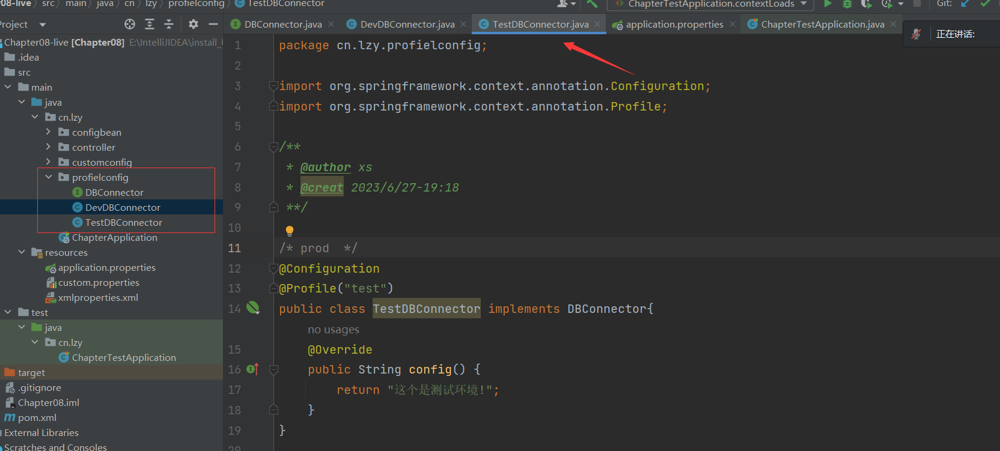 08-live > src > main > java > cn > lzy > profielconfig > TestDBConnector
ChapterTestApplication.contextLoads
Git:
Project
DBConnector.java
DevDBConnector.java
TestDBConnector.java
application.properties
ChapterTestApplication.java
正在讲话:
Chapter08-live [Chapter08] E:\IntelliJIDEA\install_
.idea
src
main
java
cn.lzy
configbean
controller
customconfig
profielconfig
DBConnector
DevDBConnector
TestDBConnector
ChapterApplication
resources
application.properties
custom.properties
xmlproperties.xml
test
java
cn.lzy
ChapterTestApplication
target
.gitignore
Chapter08.iml
pom.xml
External Libraries
Scratches and Consoles
1 package cn.lzy.profielconfig;
2
3 import org.springframework.context.annotation.Configuration;
4 import org.springframework.context.annotation.Profile;
5
6 /**
7 * @author xs
8 * @creat 2023/6/27-19:18
9 **/
10
11 /* prod */
12 @Configuration
13 @Profile("test")
14 public class TestDBConnector implements DBConnector{
no usages
15 @Override
16 public String config() {
17 return "这个是测试环境!";
18 }
19 }
20